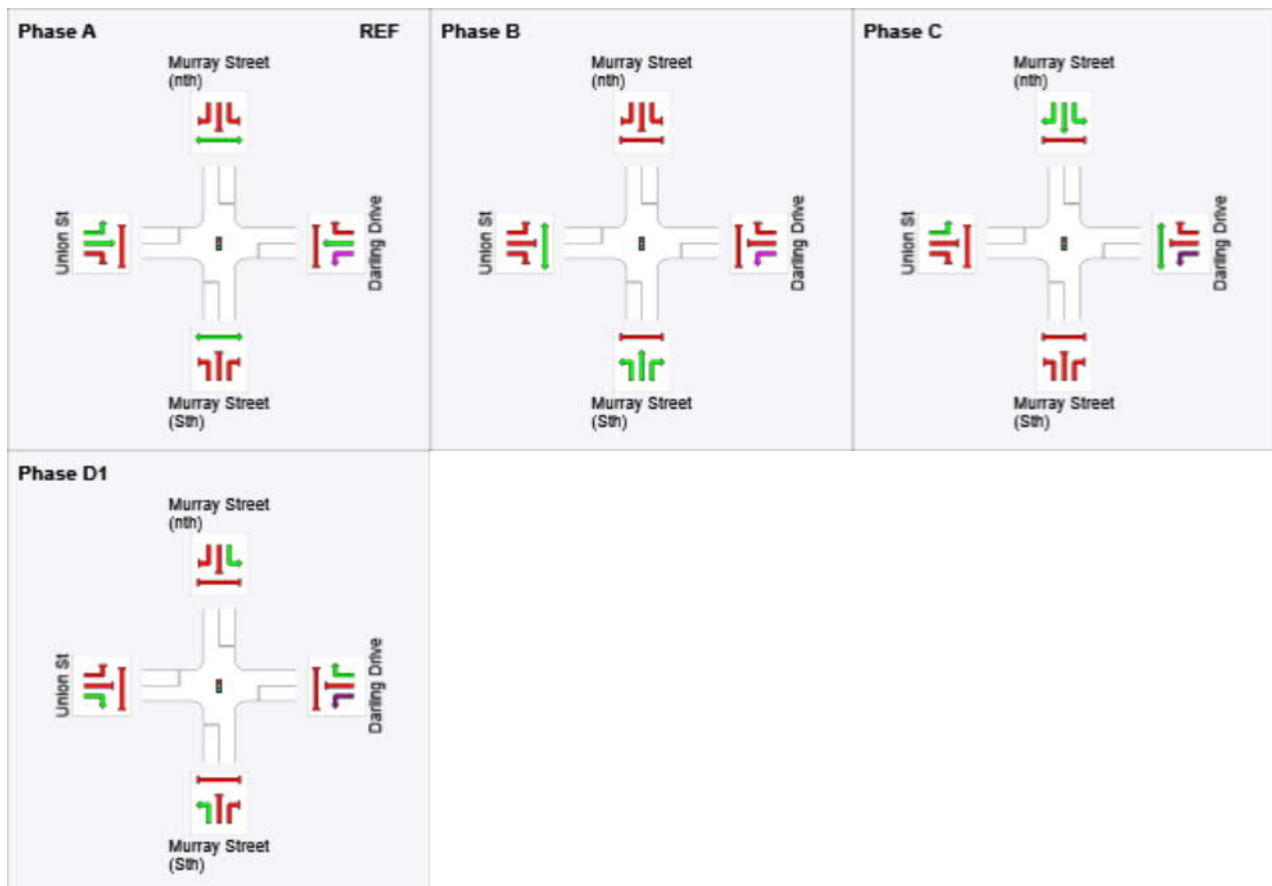 Phase A
REF
Murray Street
(nth)
Union St
Darling Drive
Murray Street
(Sth)
Phase B
Murray Street
(nth)
Union St
Darling Drive
Murray Street
(Sth)
Phase C
Murray Street
(nth)
Union St
Darling Drive
Murray Street
(Sth)
Phase D1
Murray Street
(nth)
Union St
Darling Drive
Murray Street
(Sth)